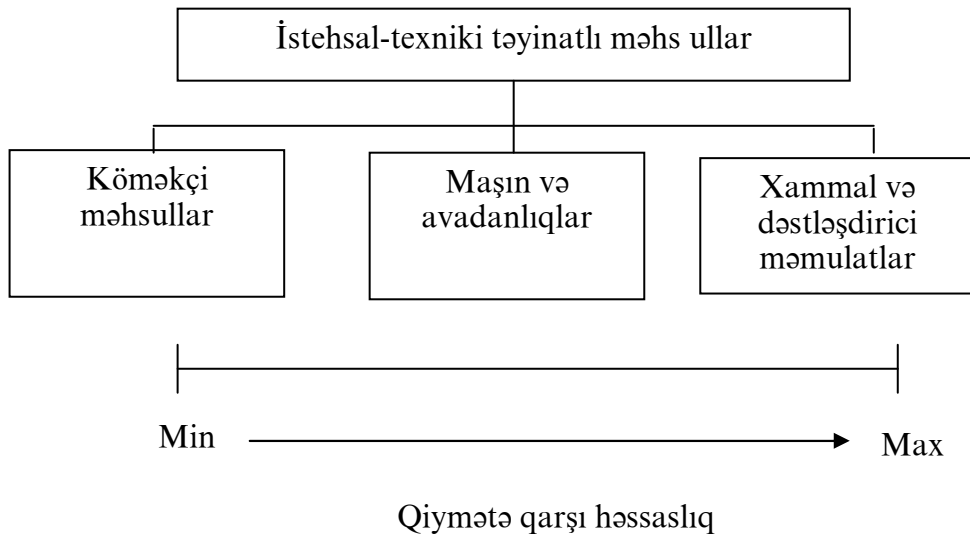 İstehsal-texniki təyinatlı məhs ullar
Köməkçi
məhsullar
Maşın və
avadanlıqlar
Xammal və
dəstləşdirici
məmulatlar
Min
Max
Qiymətə qarşı həssaslıq